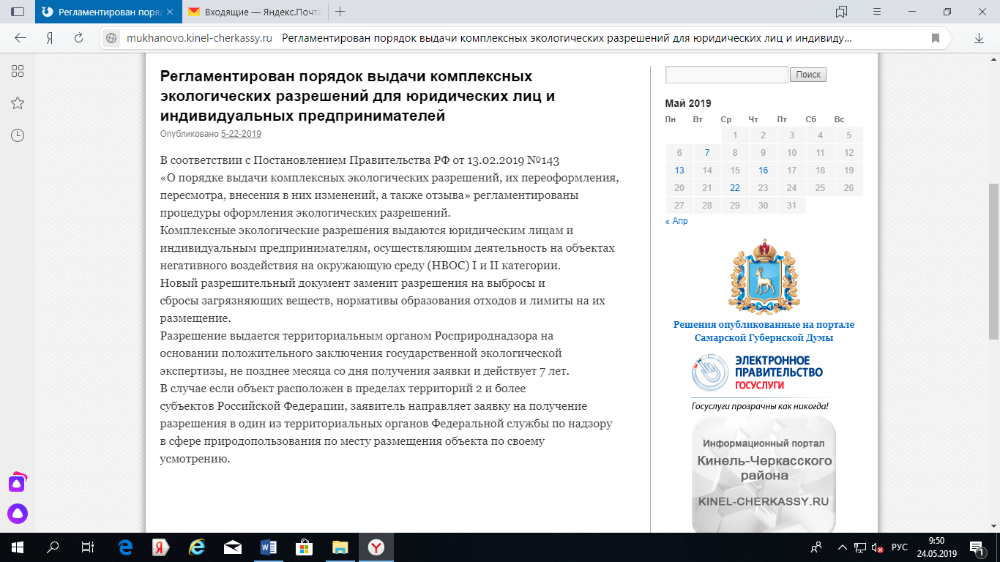 Регламентирован поряд
Входящие — Яндекс.Почта
mukhanovo.kinel-cherkassy.ru Регламентирован порядок выдачи комплексных экологических разрешений для юридических лиц и индивиду...
Регламентирован порядок выдачи комплексных
экологических разрешений для юридических лиц и
индивидуальных предпринимателей
Опубликовано 5-22-2019
В соответствии с Постановлением Правительства РФ от 13.02.2019 №143
«О порядке выдачи комплексных экологических разрешений, их переоформления,
пересмотра, внесения в них изменений, а также отзыва» регламентированы
процедуры оформления экологических разрешений.
Комплексные экологические разрешения выдаются юридическим лицам и
индивидуальным предпринимателям, осуществляющим деятельность на объектах
негативного воздействия на окружающую среду (НВОС) I и II категории.
Новый разрешительный документ заменит разрешения на выбросы и
сбросы загрязняющих веществ, нормативы образования отходов и лимиты на их
размещение.
Разрешение выдается территориальным органом Росприроднадзора на
основании положительного заключения государственной экологической
экспертизы, не позднее месяца со дня получения заявки и действует 7 лет.
В случае если объект расположен в пределах территорий 2 и более
субъектов Российской Федерации, заявитель направляет заявку на получение
разрешения в один из территориальных органов Федеральной службы по надзору
в сфере природопользования по месту размещения объекта по своему
усмотрению.
Поиск
Май 2019
Пн Вт Ср Чт Пт Сб Вс
1 2 3 4 5
6 7 8 9 10 11 12
13 14 15 16 17 18 19
20 21 22 23 24 25 26
27 28 29 30 31
« Апр
Решения опубликованные на портале
Самарской Губернской Думы
ЭЛЕКТРОННОЕ
ПРАВИТЕЛЬСТВО
ГОСУСЛУГИ
Госуслуги прозрачны как никогда!
Информационный портал
Кинель-Черкасского
района
KINEL-CHERKASSY.RU
РУС
9:50
24.05.2019
1